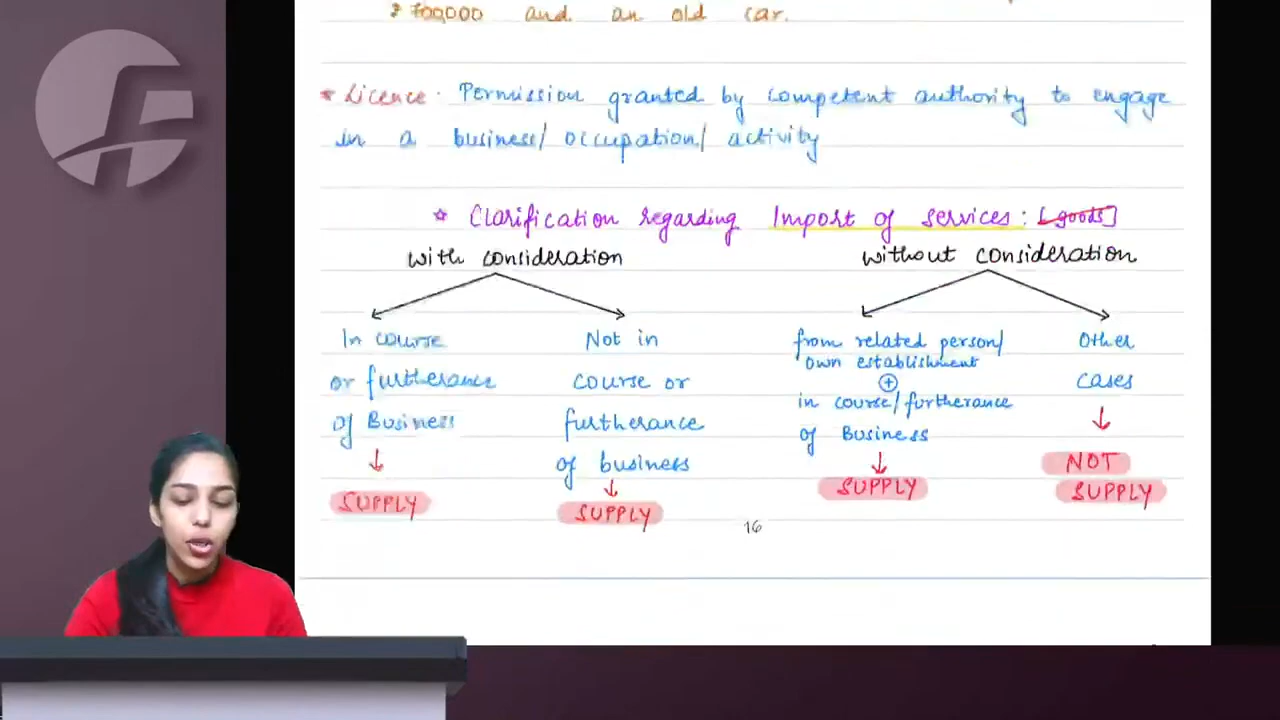 ₹ 700,000 and an old car.
* Licence : Permission granted by competent authority to engage
in a business/ occupation/ activity
* Clarification regarding Import of services : [goods]
with consideration
without consideration
In course
or furtherance
of Business
↓
SUPPLY
Not in
course or
furtherance
of business
↓
SUPPLY
from related person/
own establishment
+
in course/furtherance
of Business
↓
SUPPLY
Other
cases
↓
NOT
SUPPLY
16